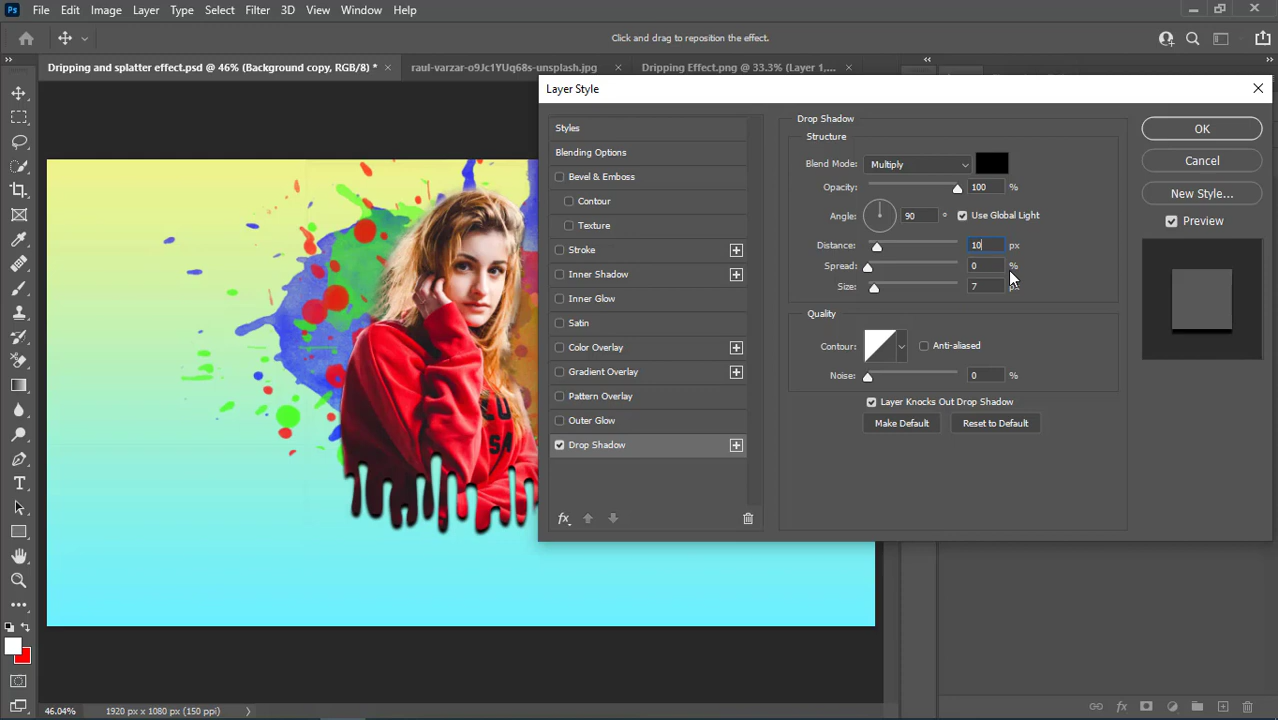 Ps File Edit Image Layer Type Select Filter 3D View Window Help
Click and drag to reposition the effect.
Dripping and splatter effect.psd @ 46% (Background copy, RGB/8) * raul-varzar-o9Jc1YUq68s-unsplash.jpg Dripping Effect.png @ 33.3% (Layer 1,...
Layer Style
Styles
Blending Options
Bevel & Emboss
Contour
Texture
Stroke
Inner Shadow
Inner Glow
Satin
Color Overlay
Gradient Overlay
Pattern Overlay
Outer Glow
Drop Shadow
fx
Drop Shadow
Structure
Blend Mode: Multiply
Opacity: 100 %
Angle: 90 ° Use Global Light
Distance: 10 px
Spread: 0 %
Size: 7
Quality
Contour: Anti-aliased
Noise: 0 %
Layer Knocks Out Drop Shadow
Make Default Reset to Default
OK
Cancel
New Style...
Preview
46.04% 1920 px x 1080 px (150 ppi)
fx